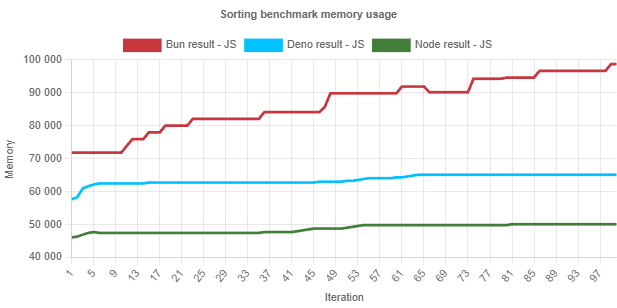 Sorting benchmark memory usage
Bun result - JS Deno result - JS Node result - JS
100 000
90 000
80 000
70 000
60 000
50 000
40 000
Memory
1 5 9 13 17 21 25 29 33 37 41 45 49 53 57 61 65 69 73 77 81 85 89 93 97
Iteration